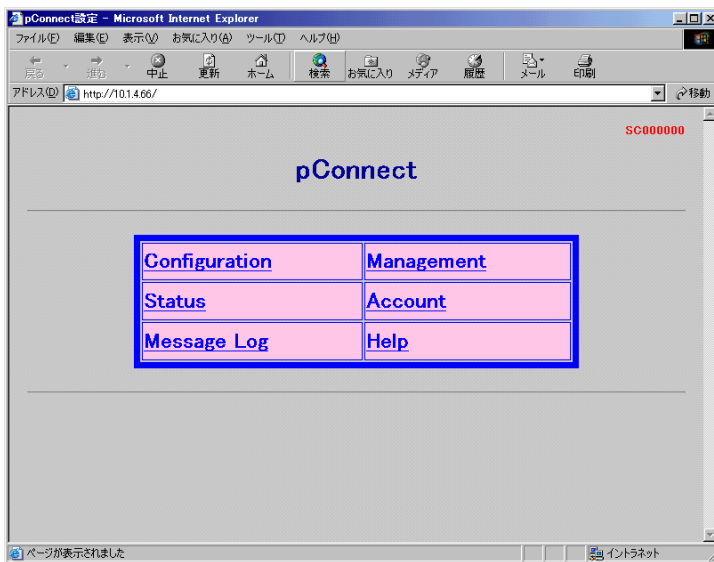 pConnect設定 - Microsoft Internet Explorer
ファイル(F) 編集(E) 表示(V) お気に入り(A) ツール(T) ヘルプ(H)
戻る 進む 中止 更新 ホーム 検索 お気に入り メディア 履歴 メール 印刷
アドレス(D) http://10.1.4.66/ 移動
SC000000
pConnect
Configuration Management
Status Account
Message Log Help
ページが表示されました イントラネット